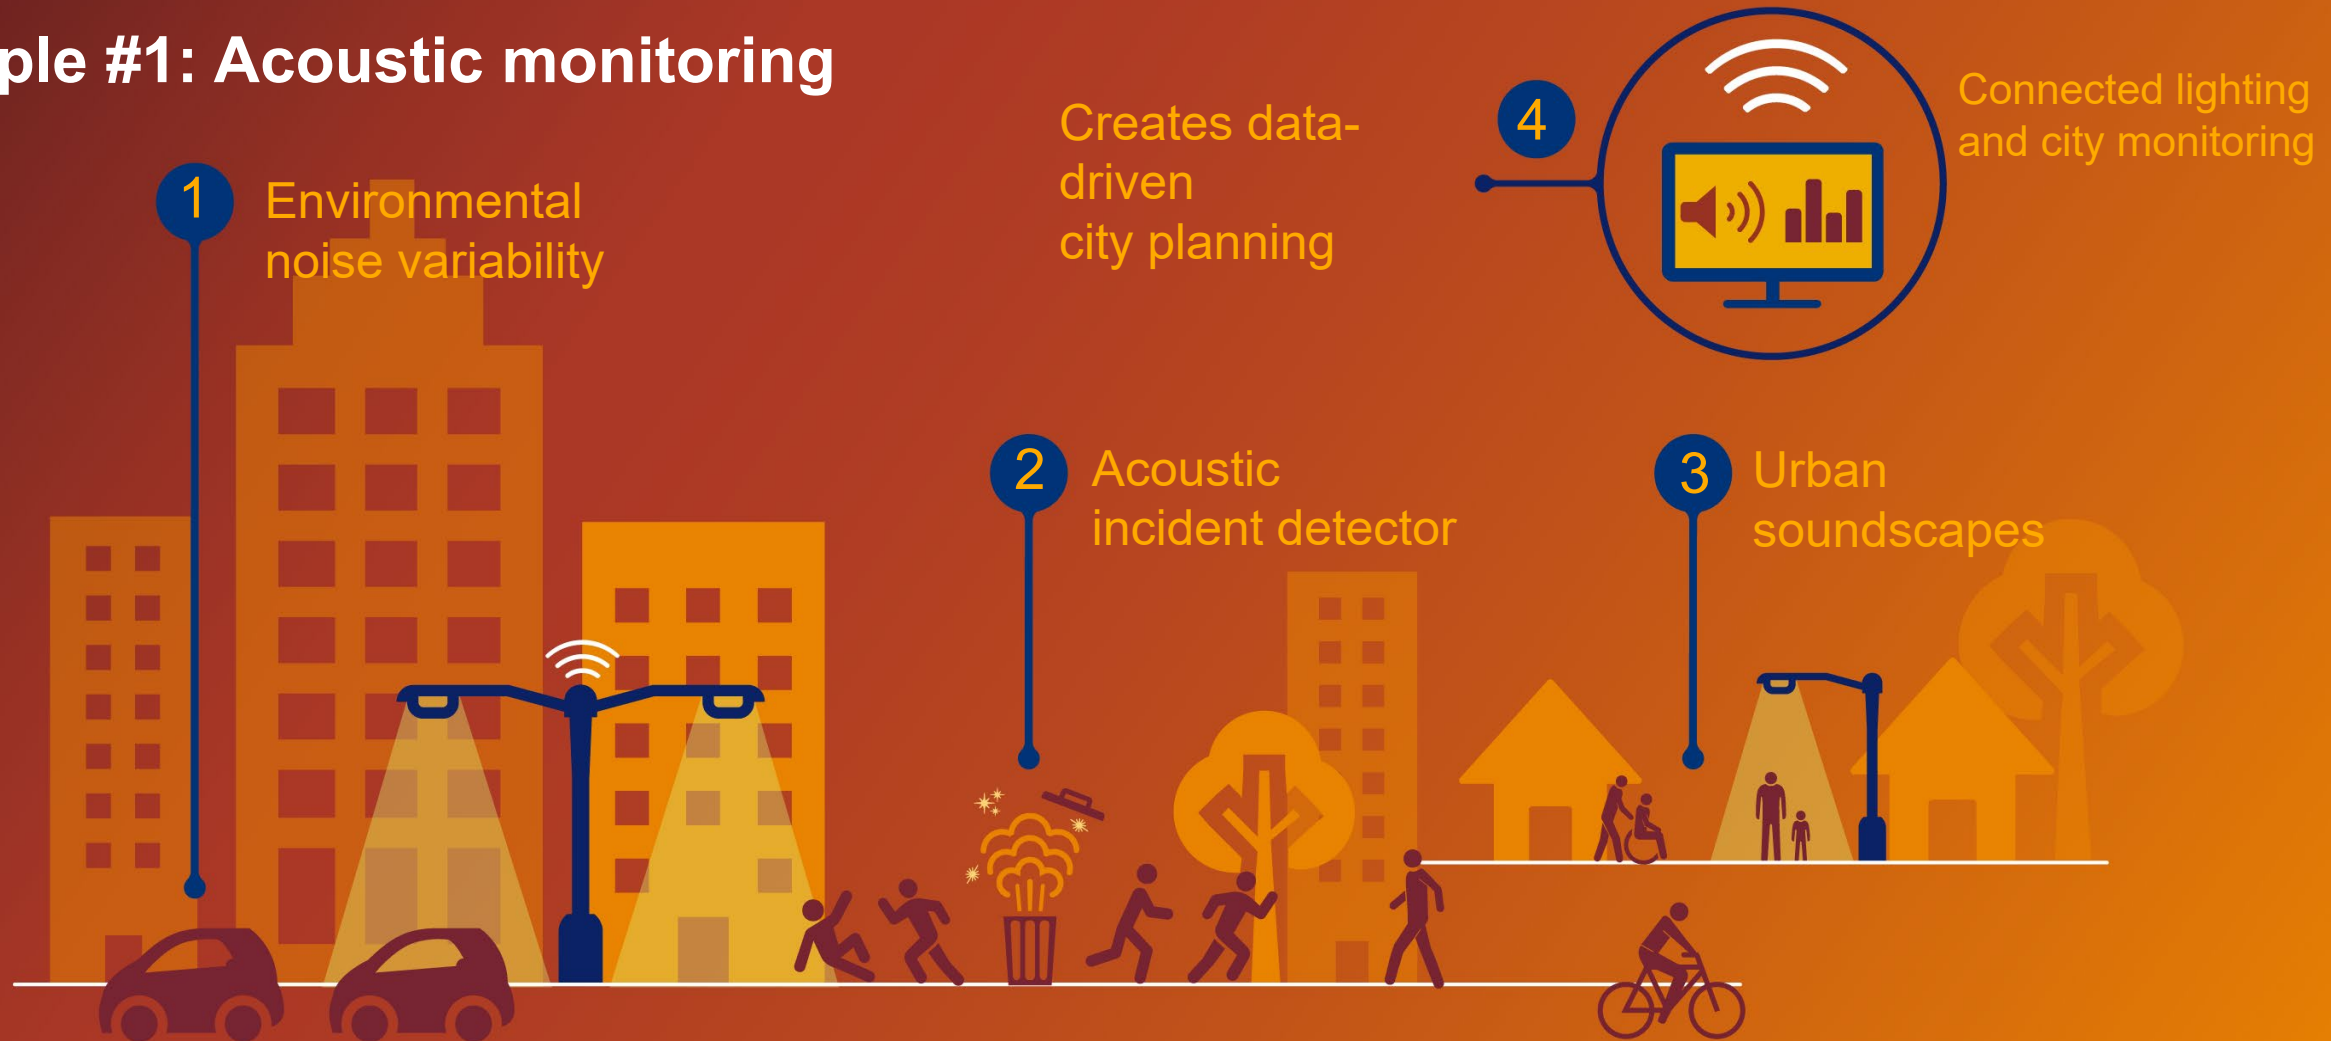 ple #1: Acoustic monitoring
1
Environmental
noise variability
Creates data-
driven
city planning
4
Connected lighting
and city monitoring
2
Acoustic
incident detector
3
Urban
soundscapes